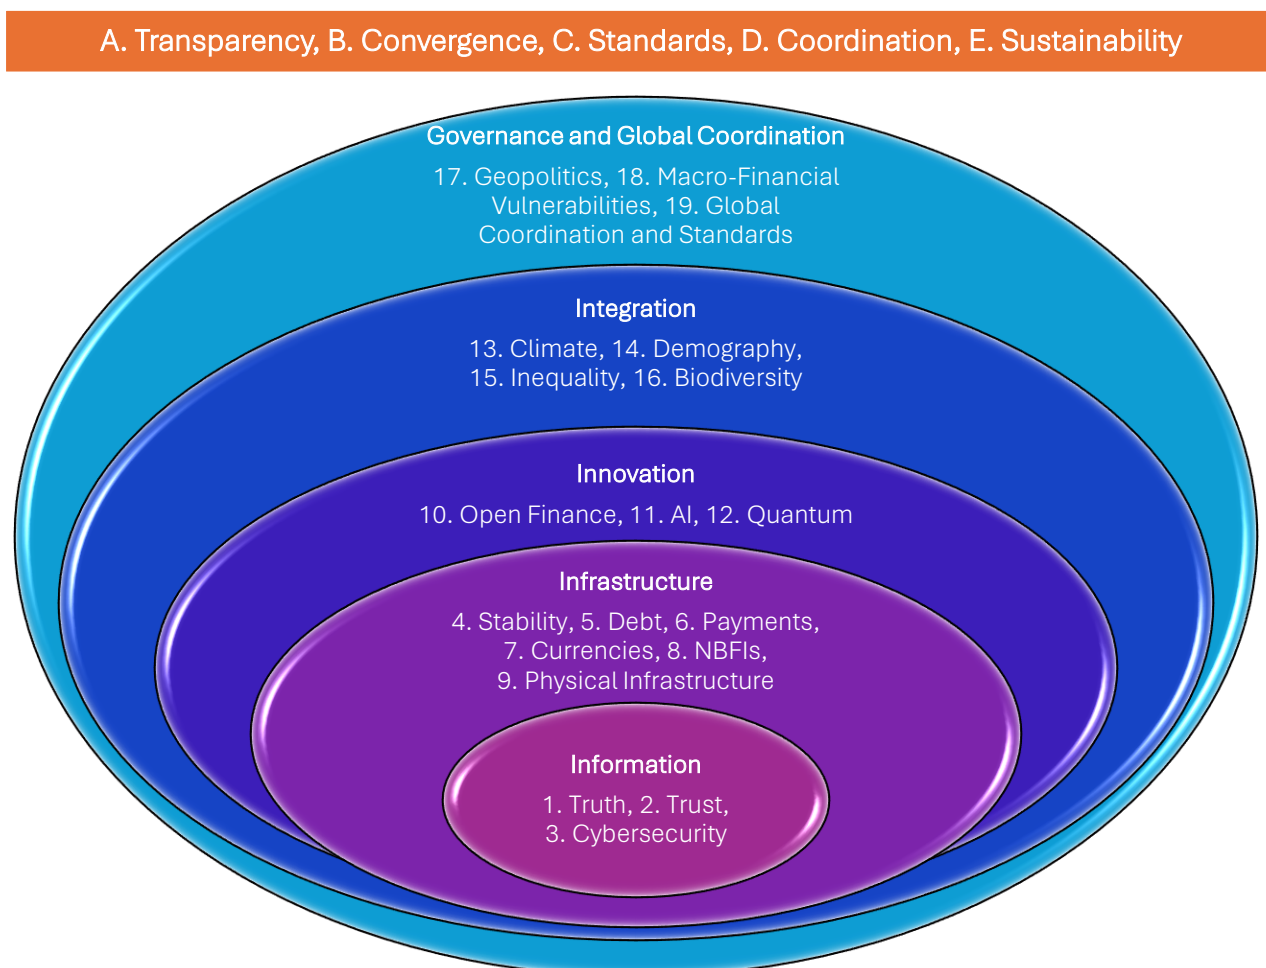 A. Transparency, B. Convergence, C. Standards, D. Coordination, E. Sustainability
Governance and Global Coordination
17. Geopolitics, 18. Macro-Financial
Vulnerabilities, 19. Global
Coordination and Standards
Integration
13. Climate, 14. Demography,
15. Inequality, 16. Biodiversity
Innovation
10. Open Finance, 11. AI, 12. Quantum
Infrastructure
4. Stability, 5. Debt, 6. Payments,
7. Currencies, 8. NBFIs,
9. Physical Infrastructure
Information
1. Truth, 2. Trust,
3. Cybersecurity